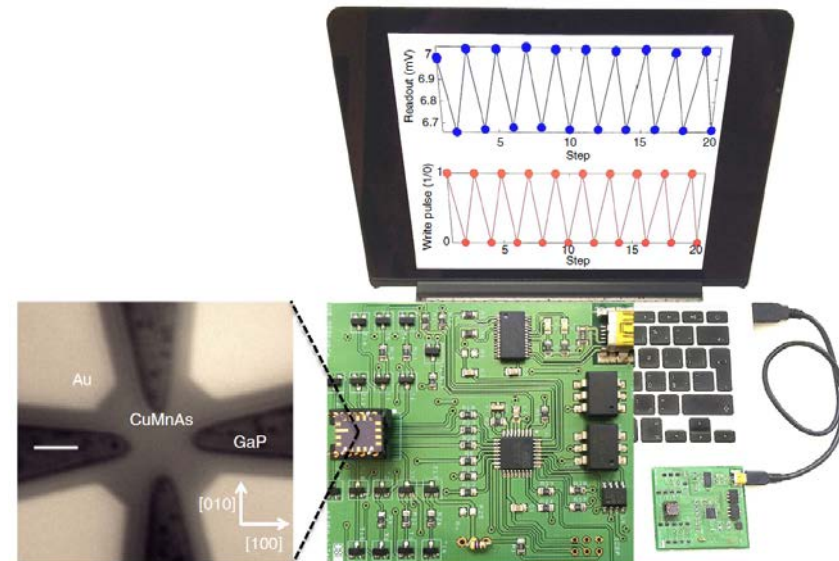 7
6.9
6.8
6.7
Readout (mV)
5
10
15
20
Step
1
0
Write pulse (1/0)
5
10
15
20
Step
Au
CuMnAs
GaP
[010]
[100]